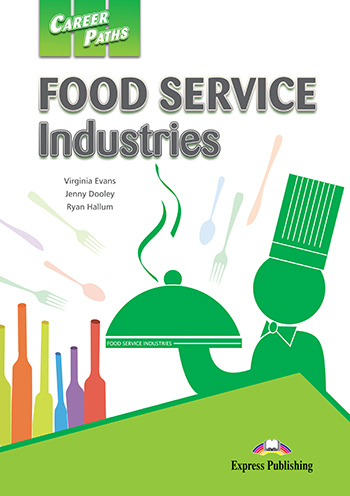 CAREER
PATHS
FOOD SERVICE
Industries
Virginia Evans
Jenny Dooley
Ryan Hallum
FOOD SERVICE INDUSTRIES
Express Publishing